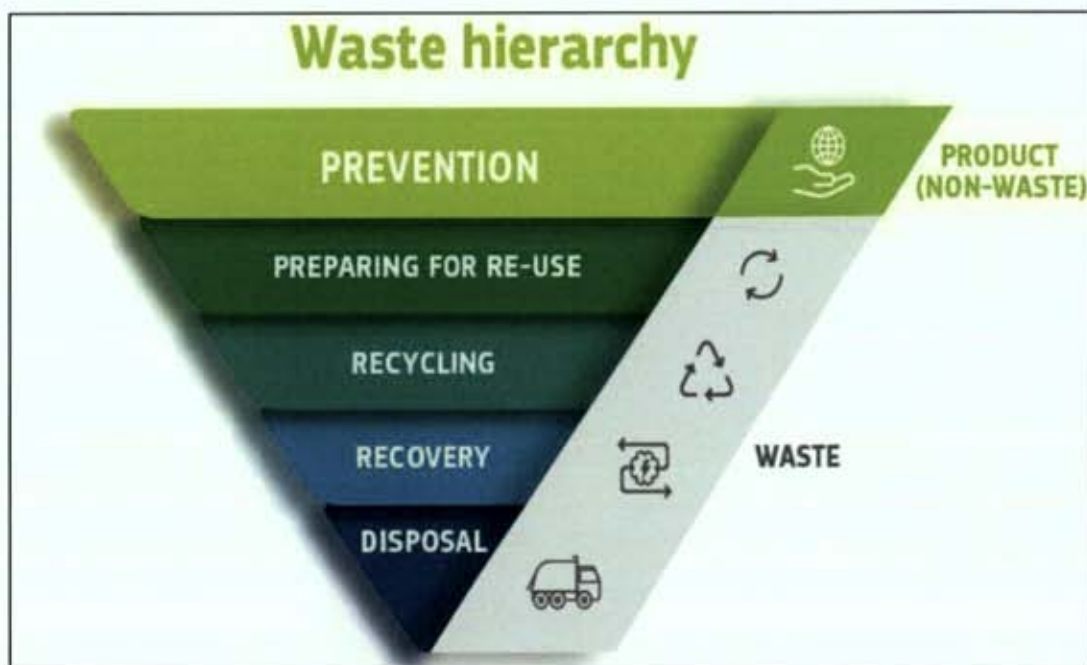 Waste hierarchy
PREVENTION
PRODUCT
(NON-WASTE)
PREPARING FOR RE-USE
RECYCLING
RECOVERY
WASTE
DISPOSAL